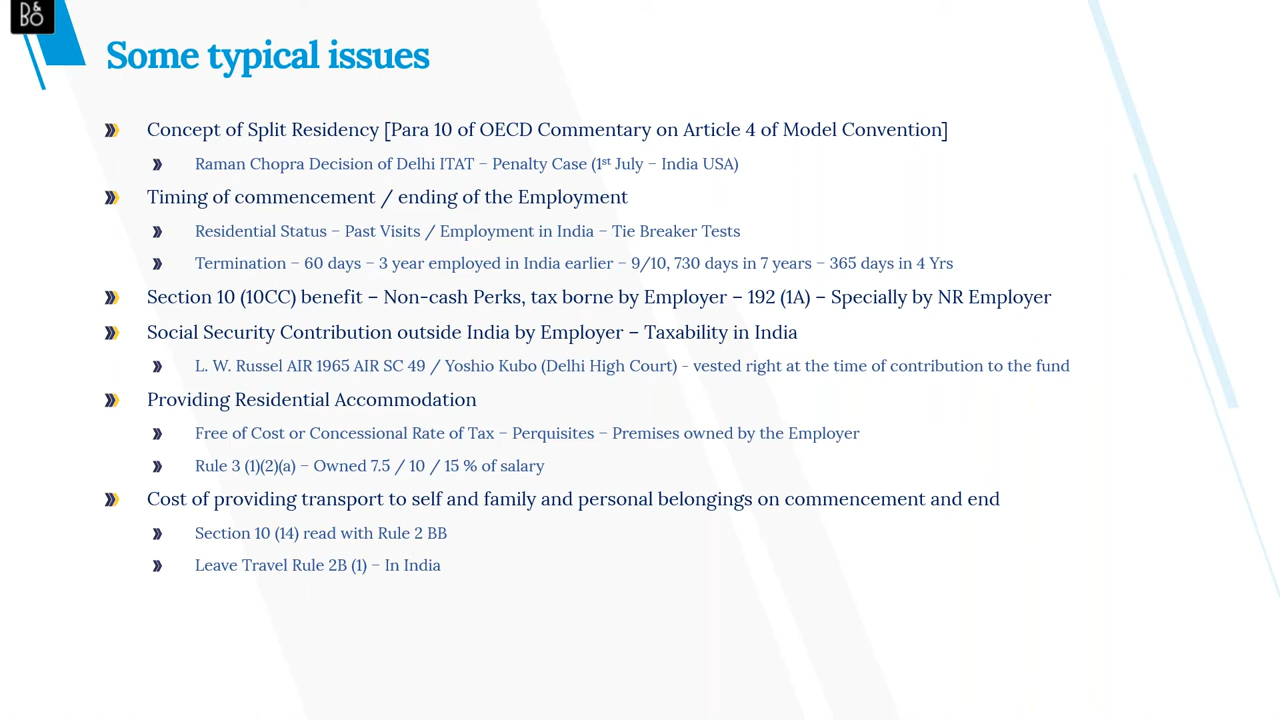 B&O
Some typical issues
Concept of Split Residency [Para 10 of OECD Commentary on Article 4 of Model Convention]
Raman Chopra Decision of Delhi ITAT – Penalty Case (1st July – India USA)
Timing of commencement / ending of the Employment
Residential Status – Past Visits / Employment in India – Tie Breaker Tests
Termination – 60 days – 3 year employed in India earlier – 9/10, 730 days in 7 years – 365 days in 4 Yrs
Section 10 (10CC) benefit – Non-cash Perks, tax borne by Employer – 192 (1A) – Specially by NR Employer
Social Security Contribution outside India by Employer – Taxability in India
L. W. Russel AIR 1965 AIR SC 49 / Yoshio Kubo (Delhi High Court) - vested right at the time of contribution to the fund
Providing Residential Accommodation
Free of Cost or Concessional Rate of Tax – Perquisites – Premises owned by the Employer
Rule 3 (1)(2)(a) – Owned 7.5 / 10 / 15 % of salary
Cost of providing transport to self and family and personal belongings on commencement and end
Section 10 (14) read with Rule 2 BB
Leave Travel Rule 2B (1) – In India